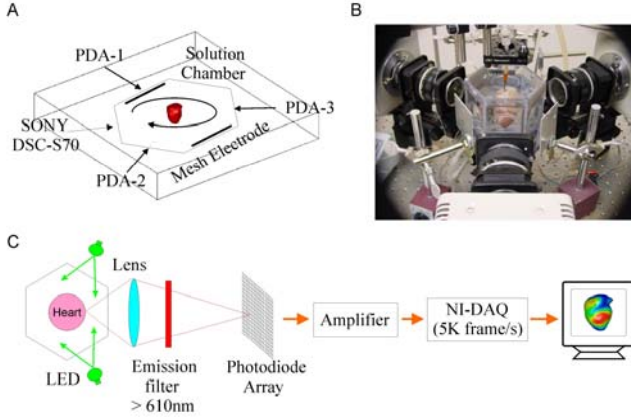 A
PDA-1
Solution
Chamber
PDA-3
SONY
DSC-S70
PDA-2
Mesh Electrode
B
C
Lens
Heart
LED
Emission
filter
> 610nm
Photodiode
Array
Amplifier
NI-DAQ
(5K frame/s)